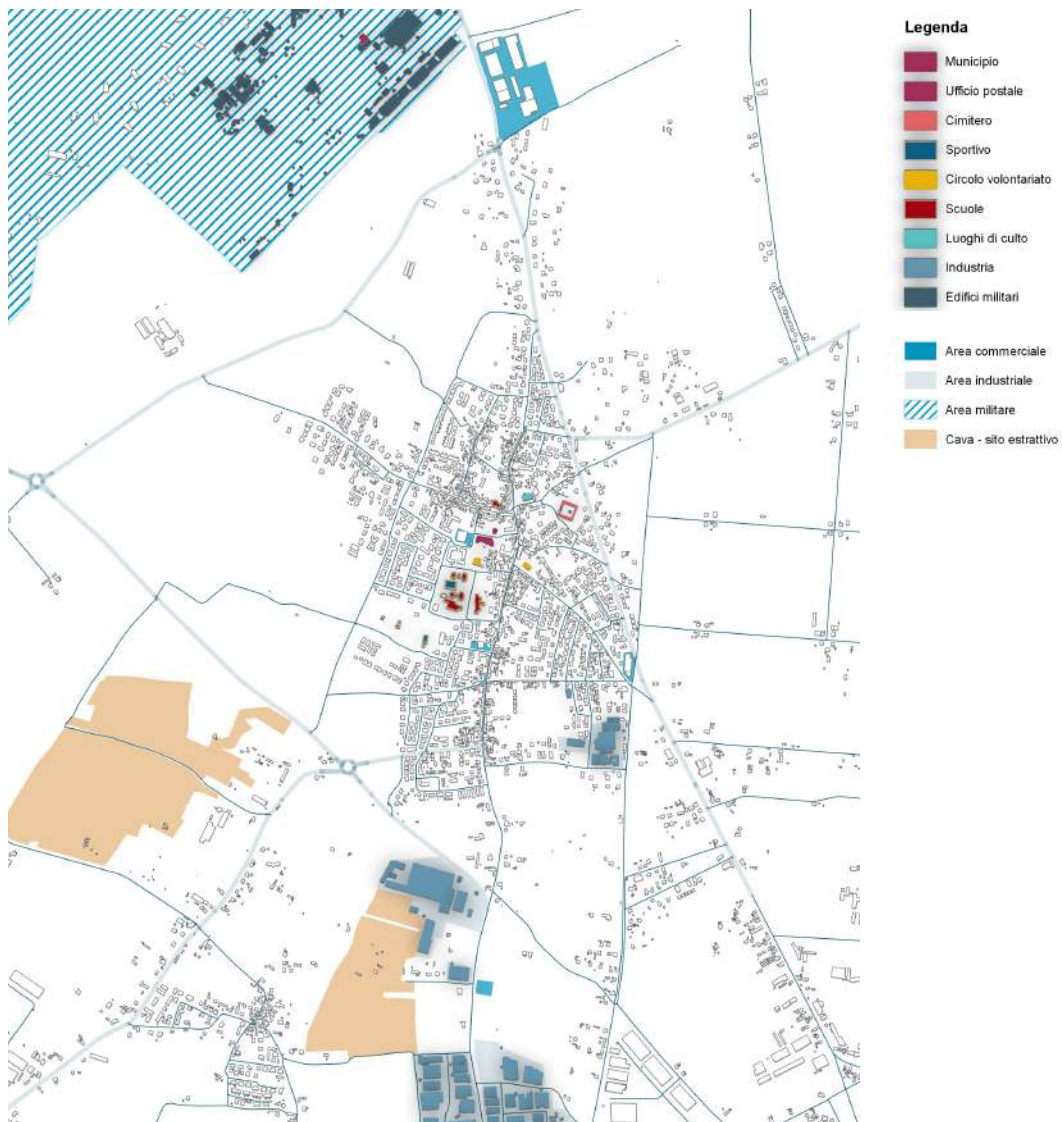 Legenda
Municipio
Ufficio postale
Cimitero
Sportivo
Circolo volontariato
Scuole
Luoghi di culto
Industria
Edifici militari
Area commerciale
Area industriale
Area militare
Cava - sito estrattivo